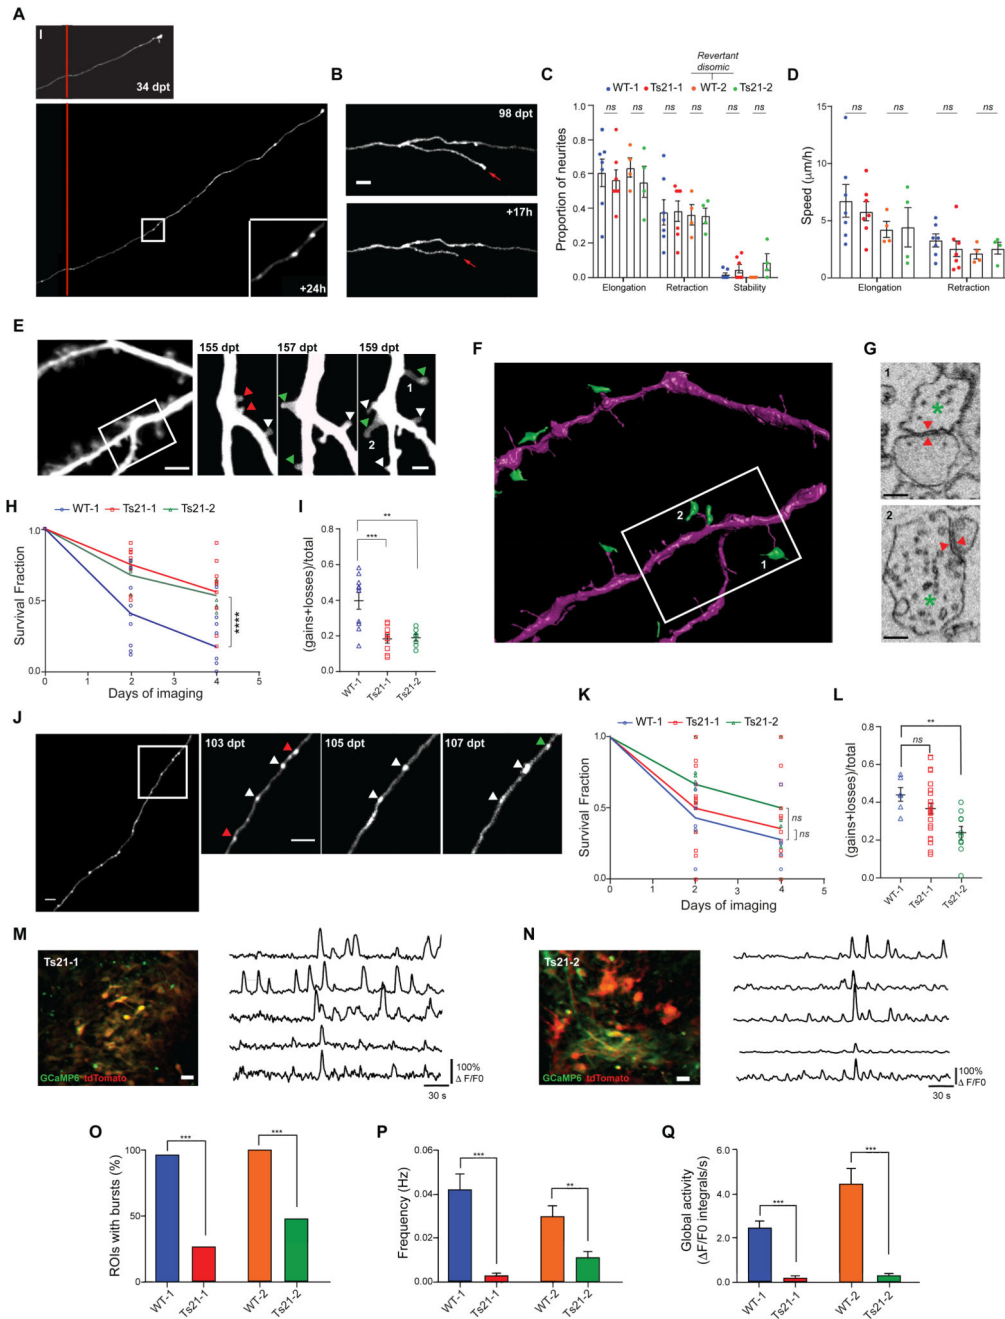 A
34 dpt
+24h
B
98 dpt
+17h
C
Revertant
disomic
WT-1 Ts21-1 WT-2 Ts21-2
ns ns ns ns ns ns
Proportion of neurites
1.0
0.8
0.6
0.4
0.2
0.0
Elongation Retraction Stability
D
ns ns ns ns
Speed (μm/h)
15
10
5
0
Elongation Retraction
E
155 dpt
157 dpt
159 dpt
1
2
F
2
1
G
1
*
2
*
H
WT-1 Ts21-1 Ts21-2
Survival Fraction
1.0
0.5
0.0
****
0 1 2 3 4 5
Days of imaging
I
(gains+losses)/total
0.8
0.6
0.4
0.2
0.0
**
***
WT-1 Ts21-1 Ts21-2
J
103 dpt
105 dpt
107 dpt
K
WT-1 Ts21-1 Ts21-2
Survival Fraction
1.0
0.5
0.0
ns
ns
0 1 2 3 4 5
Days of imaging
L
(gains+losses)/total
0.8
0.6
0.4
0.2
0.0
**
ns
WT-1 Ts21-1 Ts21-2
M
Ts21-1
GCaMP6 tdTomato
100%
Δ F/F0
30 s
N
Ts21-2
GCaMP6 tdTomato
100%
Δ F/F0
30 s
O
ROIs with bursts (%)
100
50
0
*** ***
WT-1 Ts21-1 WT-2 Ts21-2
P
Frequency (Hz)
0.06
0.04
0.02
0.00
*** **
WT-1 Ts21-1 WT-2 Ts21-2
Q
Global activity
(ΔF/F0 integrals/s)
6.0
4.0
2.0
0.0
*** ***
WT-1 Ts21-1 WT-2 Ts21-2